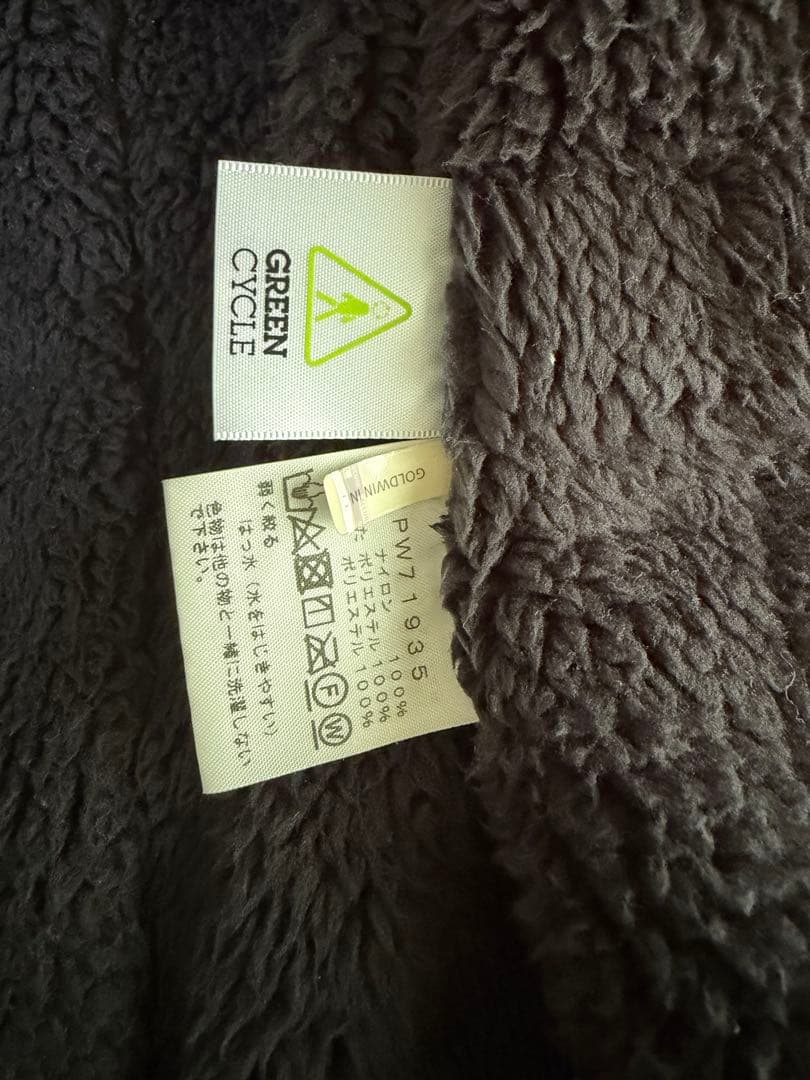 GREEN
CYCLE
GOLDWIN IN
PW71935
ナイロン 100%
ポリエステル 100%
ポリエステル 100%
F
W
弱く絞る
はっ水(水をはじきやすい)
色物は他の物と一緒に洗濯しない
で下さい。